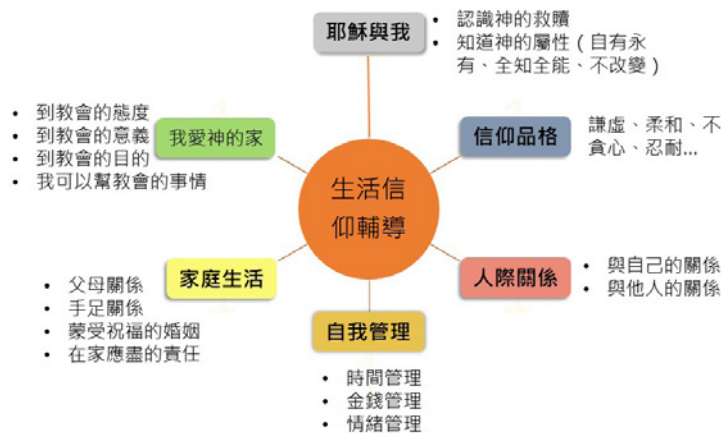 耶穌與我
• 認識神的救贖
• 知道神的屬性（自有永
有、全知全能、不改變）
信仰品格
謙虛、柔和、不
貪心、忍耐...
人際關係
• 與自己的關係
• 與他人的關係
自我管理
• 時間管理
• 金錢管理
• 情緒管理
家庭生活
• 父母關係
• 手足關係
• 蒙受祝福的婚姻
• 在家應盡的責任
我愛神的家
• 到教會的態度
• 到教會的意義
• 到教會的目的
• 我可以幫教會的事情
生活信
仰輔導